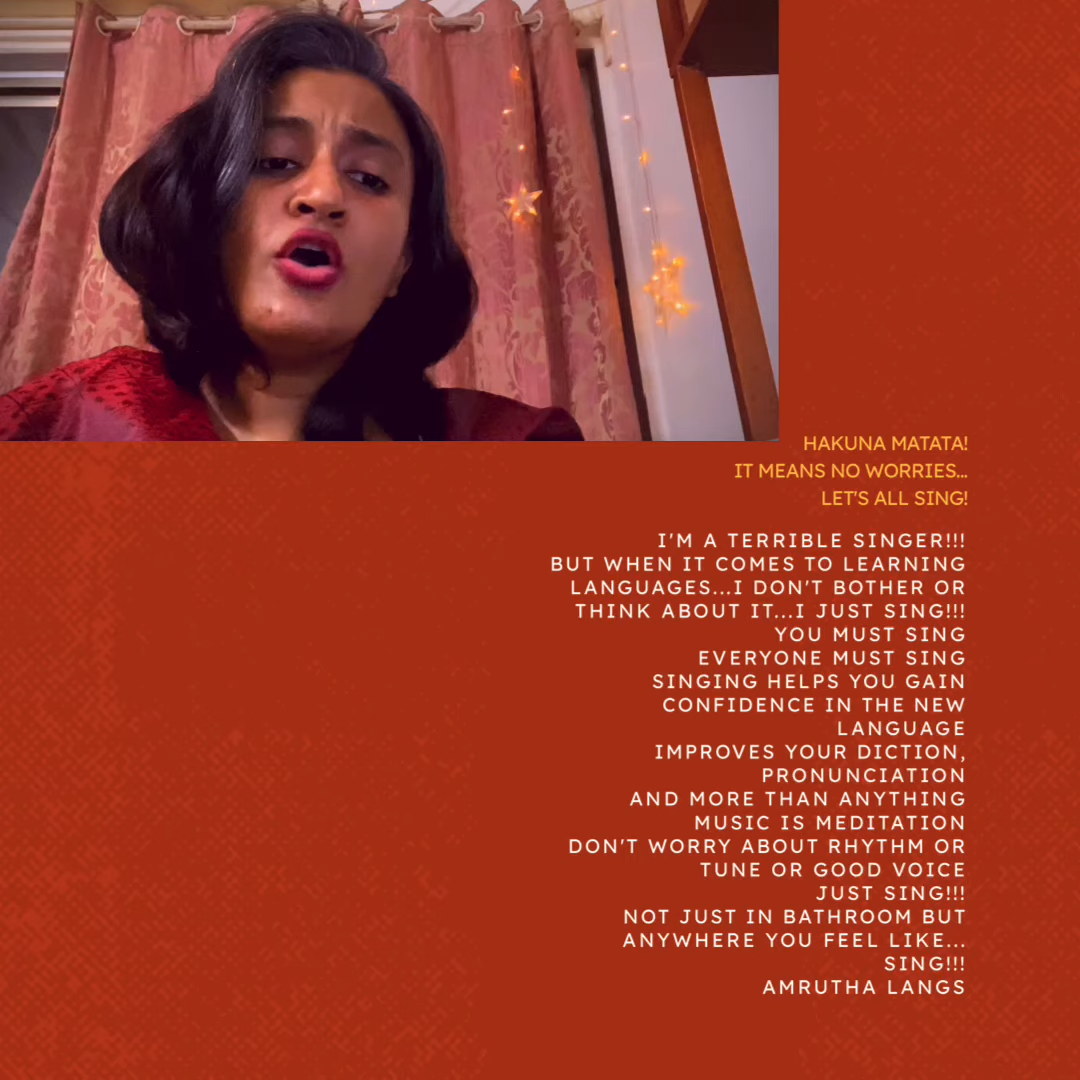 HAKUNA MATATA!
IT MEANS NO WORRIES...
LET'S ALL SING!
I'M A TERRIBLE SINGER!!!
BUT WHEN IT COMES TO LEARNING
LANGUAGES...I DON'T BOTHER OR
THINK ABOUT IT...I JUST SING!!!
YOU MUST SING
EVERYONE MUST SING
SINGING HELPS YOU GAIN
CONFIDENCE IN THE NEW
LANGUAGE
IMPROVES YOUR DICTION,
PRONUNCIATION
AND MORE THAN ANYTHING
MUSIC IS MEDITATION
DON'T WORRY ABOUT RHYTHM OR
TUNE OR GOOD VOICE
JUST SING!!!
NOT JUST IN BATHROOM BUT
ANYWHERE YOU FEEL LIKE...
SING!!!
AMRUTHA LANGS